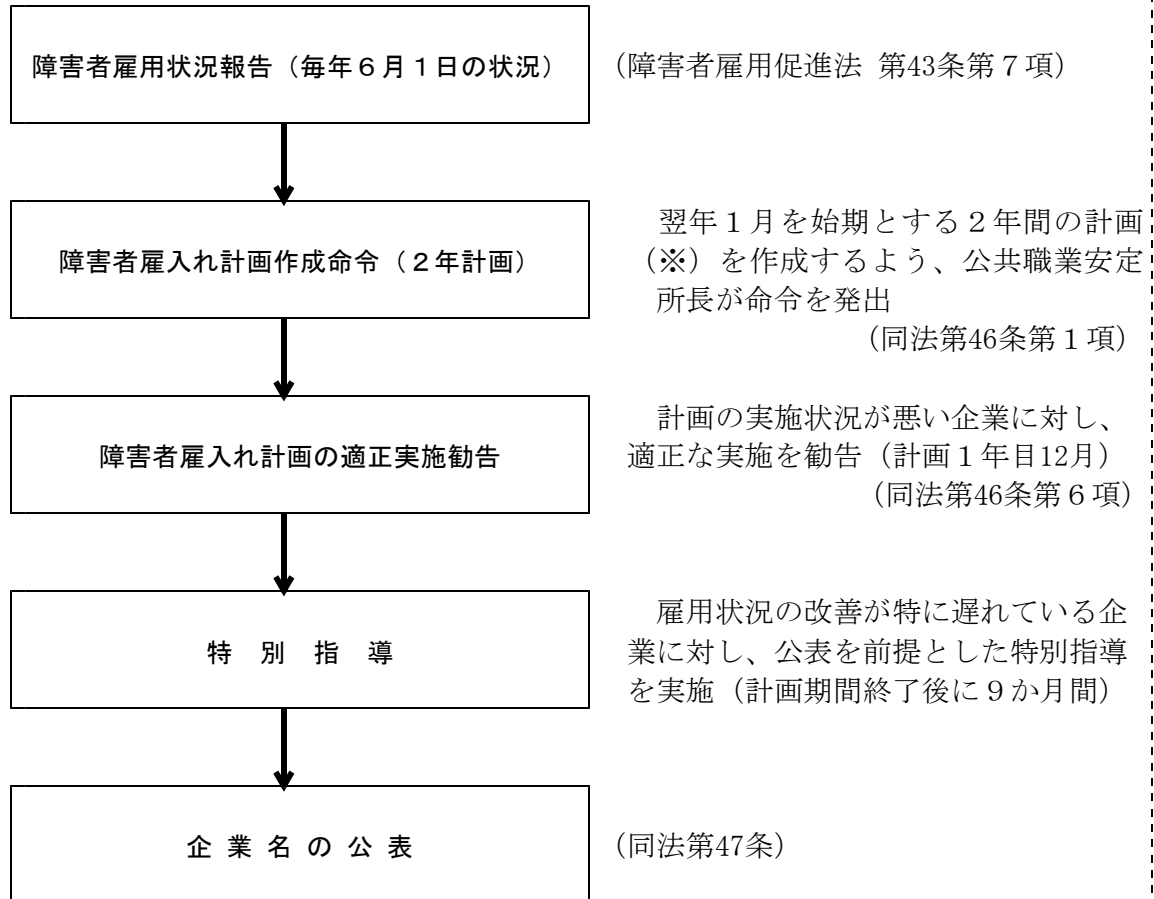 障害者雇用状況報告（毎年６月１日の状況）
（障害者雇用促進法 第43条第７項）
障害者雇入れ計画作成命令（２年計画）
翌年１月を始期とする２年間の計画
（※）を作成するよう、公共職業安定
所長が命令を発出
（同法第46条第１項）
障害者雇入れ計画の適正実施勧告
計画の実施状況が悪い企業に対し、
適正な実施を勧告（計画１年目12月）
（同法第46条第６項）
特　別　指　導
雇用状況の改善が特に遅れている企
業に対し、公表を前提とした特別指導
を実施（計画期間終了後に９か月間）
企 業 名 の 公 表
（同法第47条）